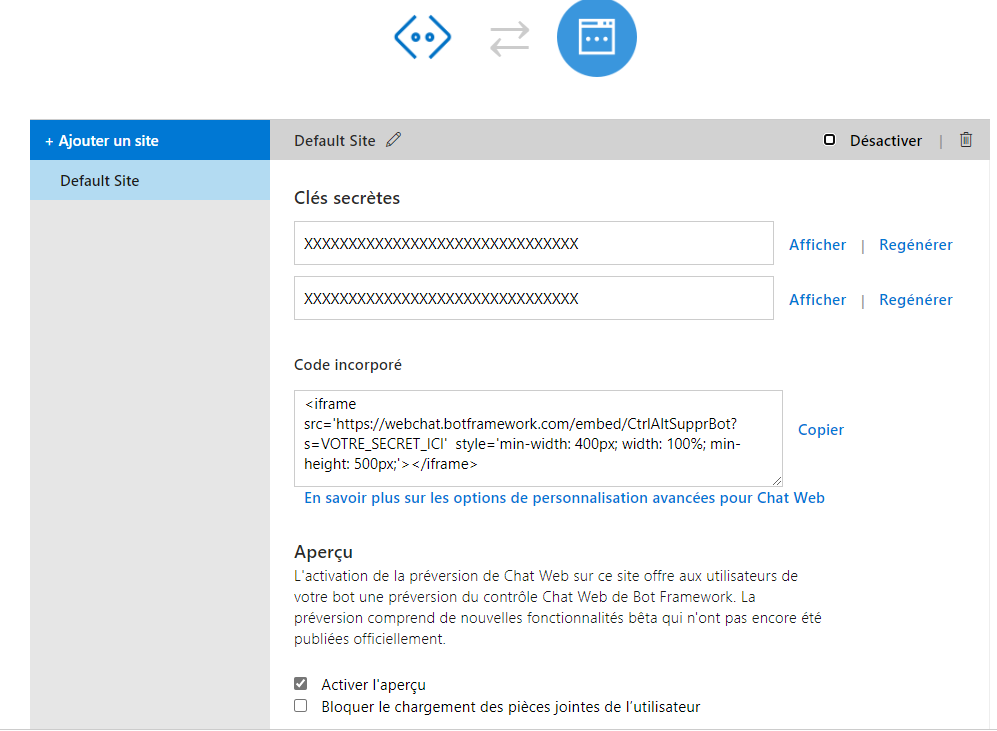 + Ajouter un site
Default Site
Default Site
Désactiver |
Clés secrètes
XXXXXXXXXXXXXXXXXXXXXXXXXXXXXXX
Afficher | Regénérer
XXXXXXXXXXXXXXXXXXXXXXXXXXXXXXX
Afficher | Regénérer
Code incorporé
<iframe
src='https://webchat.botframework.com/embed/CtrlAltSupprBot?
s=VOTRE_SECRET_ICI' style='min-width: 400px; width: 100%; min-
height: 500px;'></iframe>
Copier
En savoir plus sur les options de personnalisation avancées pour Chat Web
Aperçu
L'activation de la préversion de Chat Web sur ce site offre aux utilisateurs de
votre bot une préversion du contrôle Chat Web de Bot Framework. La
préversion comprend de nouvelles fonctionnalités bêta qui n'ont pas encore été
publiées officiellement.
Activer l'aperçu
Bloquer le chargement des pièces jointes de l’utilisateur